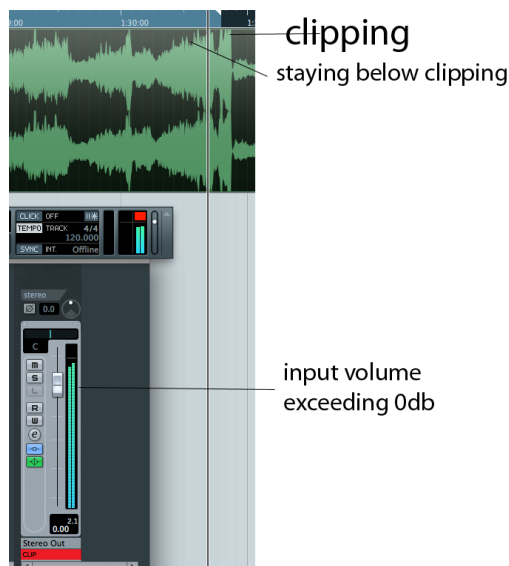 1:30:00
clipping
staying below clipping
CLICK OFF
TEMPO TRACK 4/4
120.000
SYNC INT. Offline
stereo
0.0
C
m
S
L
R
W
e
input volume
exceeding 0db
2.1
0.00
Stereo Out
CLIP